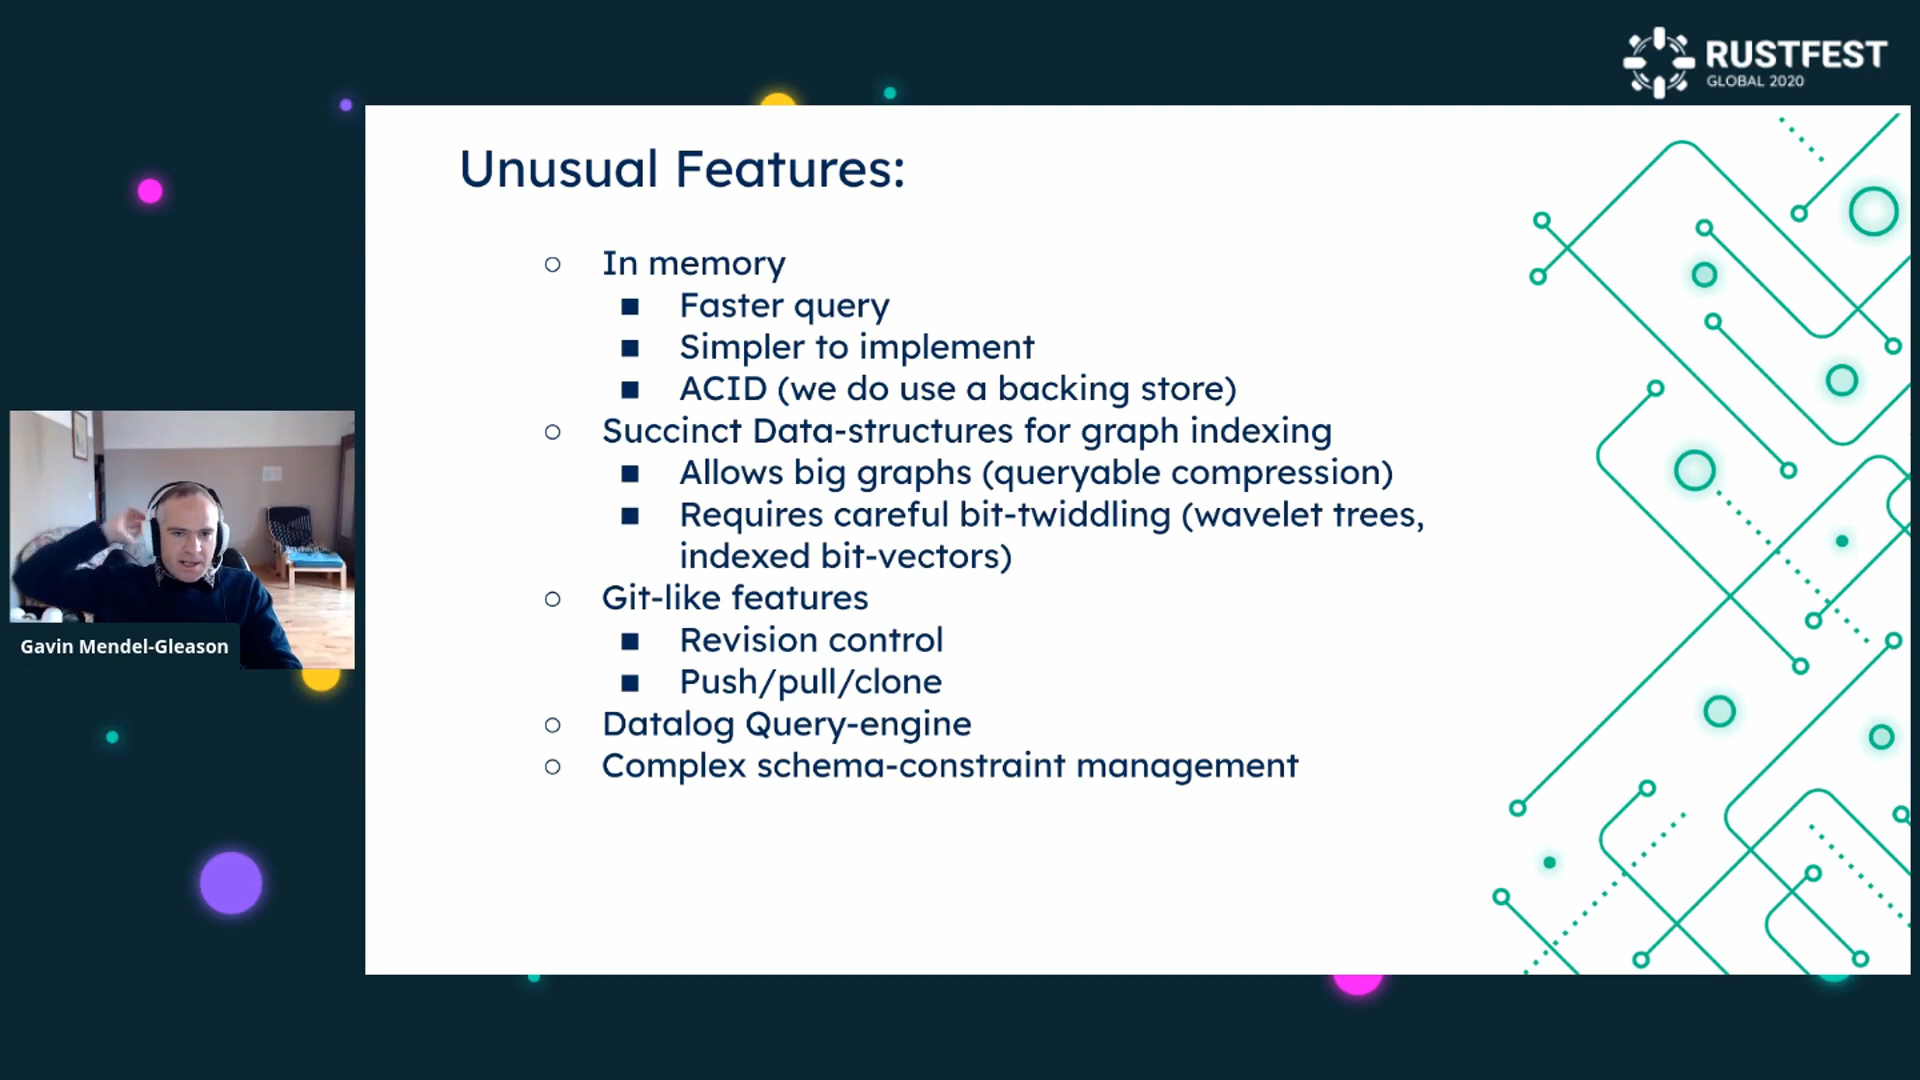 RUSTFEST
GLOBAL 2020
Unusual Features:
○ In memory
■ Faster query
■ Simpler to implement
■ ACID (we do use a backing store)
○ Succinct Data-structures for graph indexing
■ Allows big graphs (queryable compression)
■ Requires careful bit-twiddling (wavelet trees,
indexed bit-vectors)
○ Git-like features
■ Revision control
■ Push/pull/clone
○ Datalog Query-engine
○ Complex schema-constraint management
Gavin Mendel-Gleason